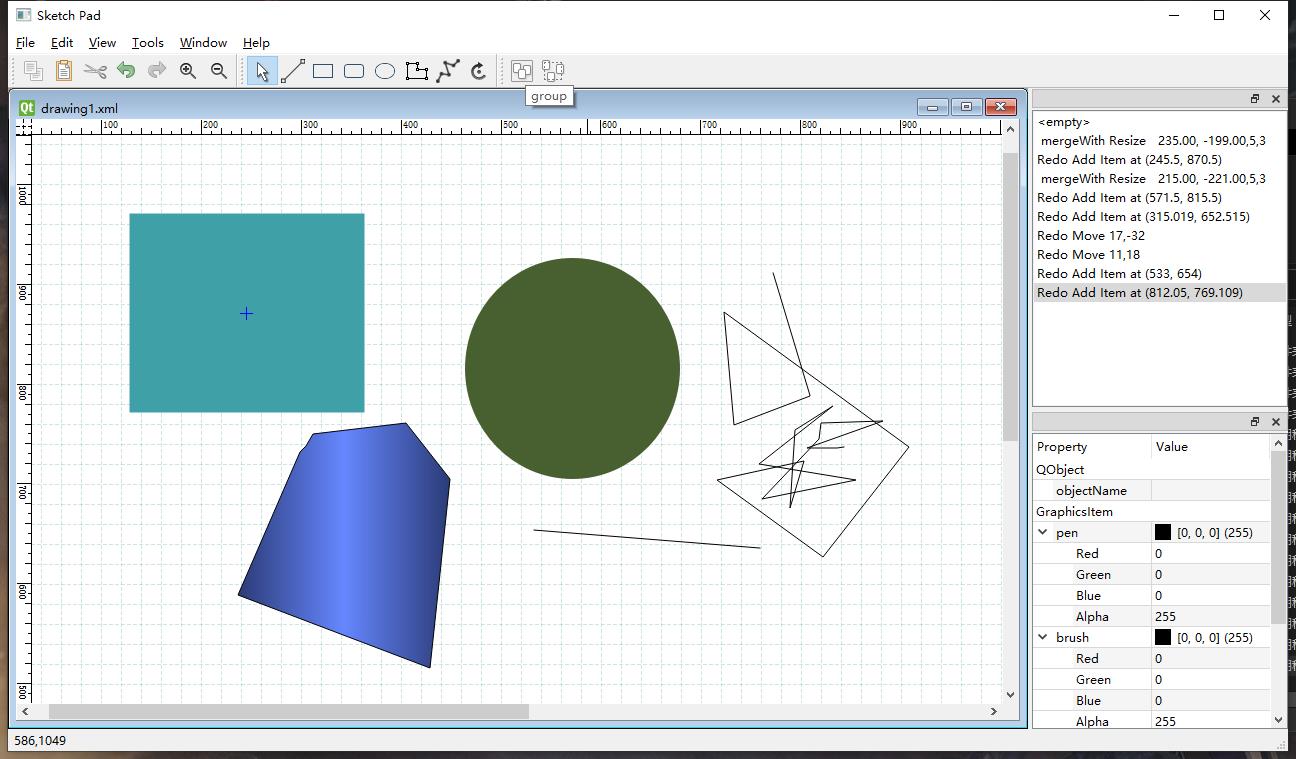 Sketch Pad
File Edit View Tools Window Help
group
drawing1.xml
100 200 300 400 500 600 700 800 900
1000
900
800
700
600
500
<empty>
mergeWith Resize 235.00, -199.00,5,3
Redo Add Item at (245.5, 870.5)
mergeWith Resize 215.00, -221.00,5,3
Redo Add Item at (571.5, 815.5)
Redo Add Item at (315.019, 652.515)
Redo Move 17,-32
Redo Move 11,18
Redo Add Item at (533, 654)
Redo Add Item at (812.05, 769.109)
Property Value
QObject
objectName
GraphicsItem
pen [0, 0, 0] (255)
Red 0
Green 0
Blue 0
Alpha 255
brush [0, 0, 0] (255)
Red 0
Green 0
Blue 0
Alpha 255
586,1049